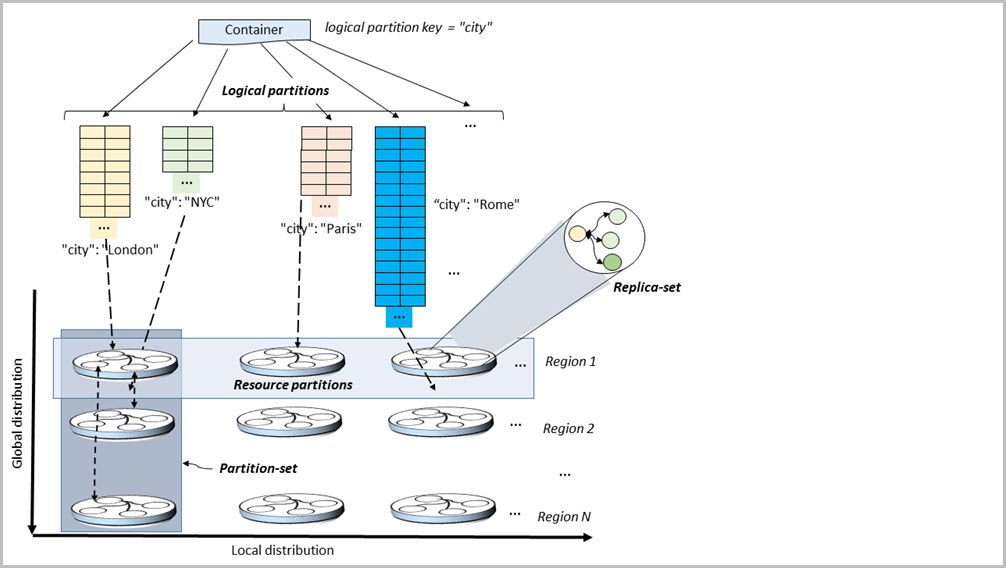 Container
logical partition key = "city"
Logical partitions
...
...
"city": "NYC"
...
"city": "Paris"
“city": "Rome"
...
"city": "London"
...
...
Replica-set
Global distribution
Resource partitions
... Region 1
... Region 2
Partition-set
...
... Region N
Local distribution